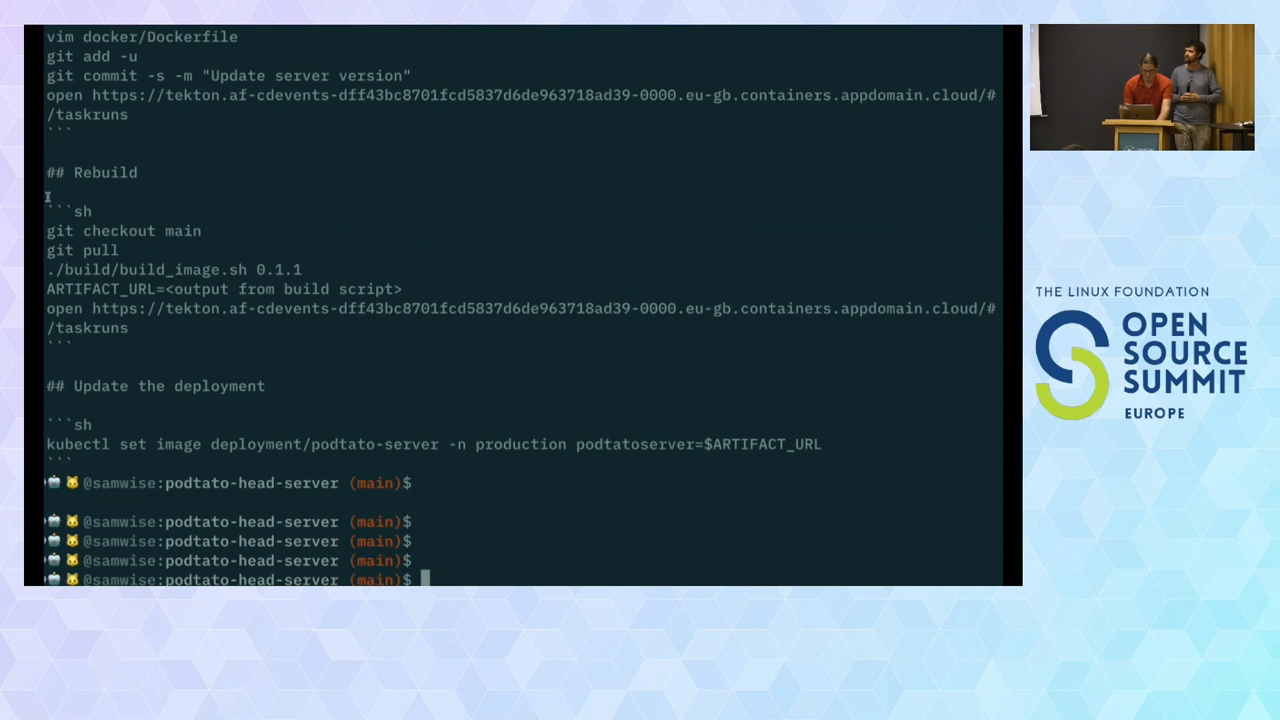 vim docker/Dockerfile
git add -u
git commit -s -m "Update server version"
open https://tekton.af-cdevents-dff43bc8701fcd5837d6de963718ad39-0000.eu-gb.containers.appdomain.cloud/#
/taskruns
```
## Rebuild
```sh
git checkout main
git pull
./build/build_image.sh 0.1.1
ARTIFACT_URL=<output from build script>
open https://tekton.af-cdevents-dff43bc8701fcd5837d6de963718ad39-0000.eu-gb.containers.appdomain.cloud/#
/taskruns
```
## Update the deployment
```sh
kubectl set image deployment/podtato-server -n production podtatoserver=$ARTIFACT_URL
```
@samwise:podtato-head-server (main)$
@samwise:podtato-head-server (main)$
@samwise:podtato-head-server (main)$
@samwise:podtato-head-server (main)$
@samwise:podtato-head-server (main)$
THE LINUX FOUNDATION
OPEN
SOURCE
SUMMIT
EUROPE